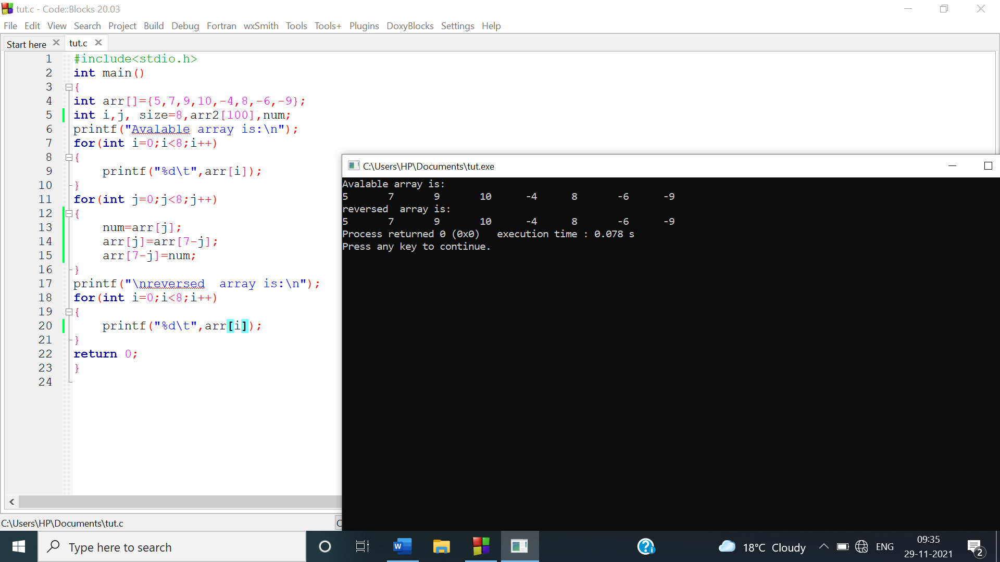 tut.c - Code::Blocks 20.03
File Edit View Search Project Build Debug Fortran wxSmith Tools Tools+ Plugins DoxyBlocks Settings Help
Start here tut.c
1 #include<stdio.h>
2 int main()
3 {
4 int arr[]={5,7,9,10,-4,8,-6,-9};
5 int i,j, size=8,arr2[100],num;
6 printf("Avalable array is:\n");
7 for(int i=0;i<8;i++)
8 {
9     printf("%d\t",arr[i]);
10 }
11 for(int j=0;j<8;j++)
12 {
13     num=arr[j];
14     arr[j]=arr[7-j];
15     arr[7-j]=num;
16 }
17 printf("\nreversed  array is:\n");
18 for(int i=0;i<8;i++)
19 {
20     printf("%d\t",arr[i]);
21 }
22 return 0;
23 }
24
C:\Users\HP\Documents\tut.exe
Avalable array is:
5 7 9 10 -4 8 -6 -9
reversed  array is:
5 7 9 10 -4 8 -6 -9
Process returned 0 (0x0)   execution time : 0.078 s
Press any key to continue.
C:\Users\HP\Documents\tut.c C
Type here to search
W
18°C Cloudy
ENG
09:35
29-11-2021
2